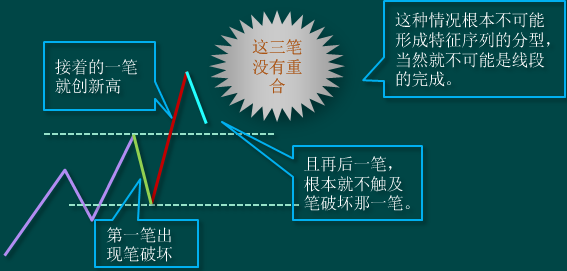 这三笔
没有重
合
这种情况根本不可能
形成特征序列的分型，
当然就不可能是线段
的完成。
接着的一笔
就创新高
且再后一笔，
根本就不触及
笔破坏那一笔。
第一笔出
现笔破坏